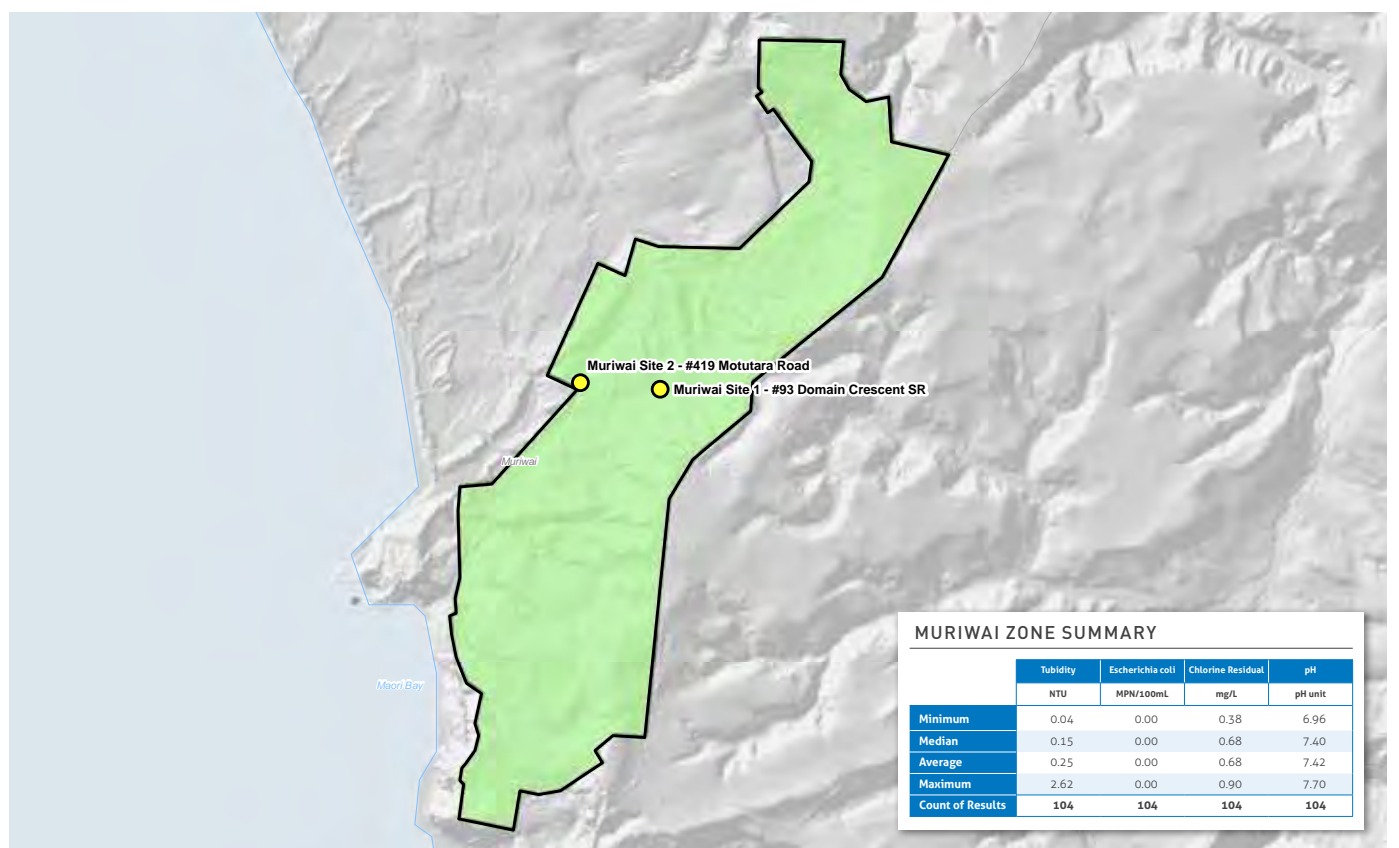 Muriwai Site 2 - #419 Motutara Road
Muriwai Site 1 - #93 Domain Crescent SR
Muriwai
Maori Bay
MURIWAI ZONE SUMMARY
Tubidity Escherichia coli Chlorine Residual pH
NTU MPN/100mL mg/L pH unit
Minimum 0.04 0.00 0.38 6.96
Median 0.15 0.00 0.68 7.40
Average 0.25 0.00 0.68 7.42
Maximum 2.62 0.00 0.90 7.70
Count of Results 104 104 104 104